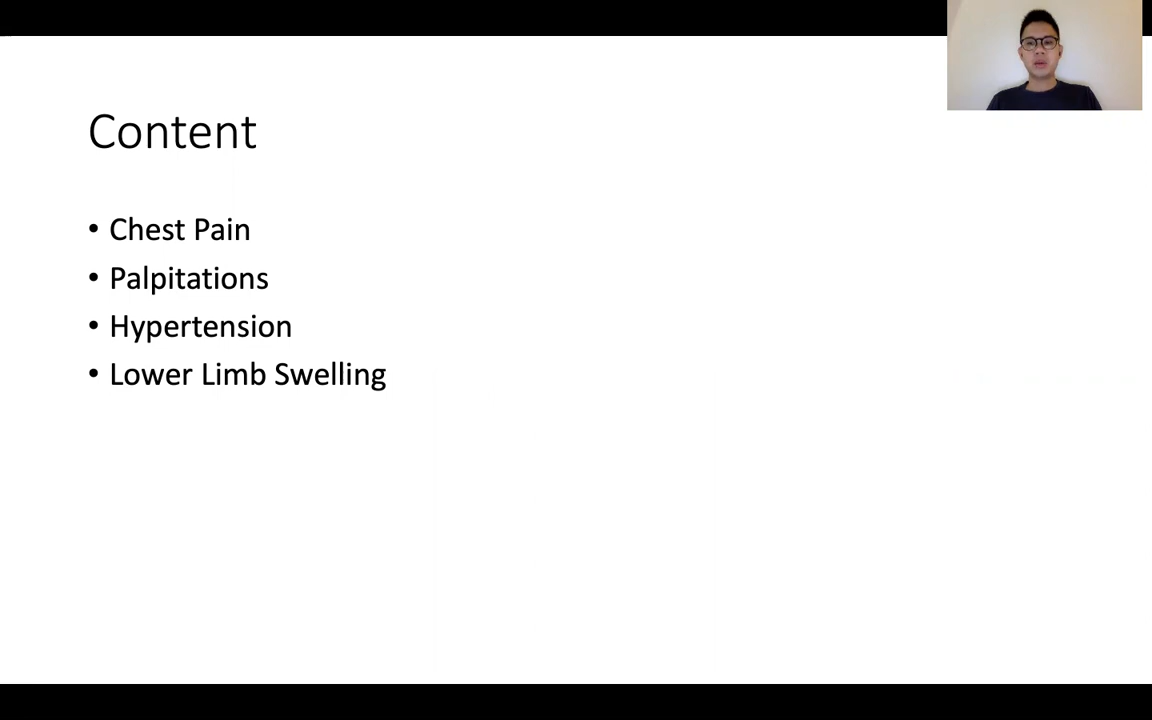 Content
• Chest Pain
• Palpitations
• Hypertension
• Lower Limb Swelling